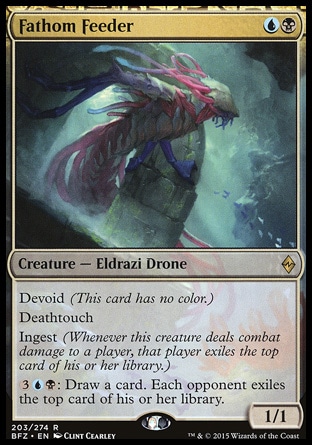 Fathom Feeder
Creature — Eldrazi Drone
Devoid (This card has no color.)
Deathtouch
Ingest (Whenever this creature deals combat
damage to a player, that player exiles the top
card of his or her library.)
3: Draw a card. Each opponent exiles
the top card of his or her library.
1/1
203/274 R
BFZ • EN Clint Cearley
™ & © 2015 Wizards of the Coast